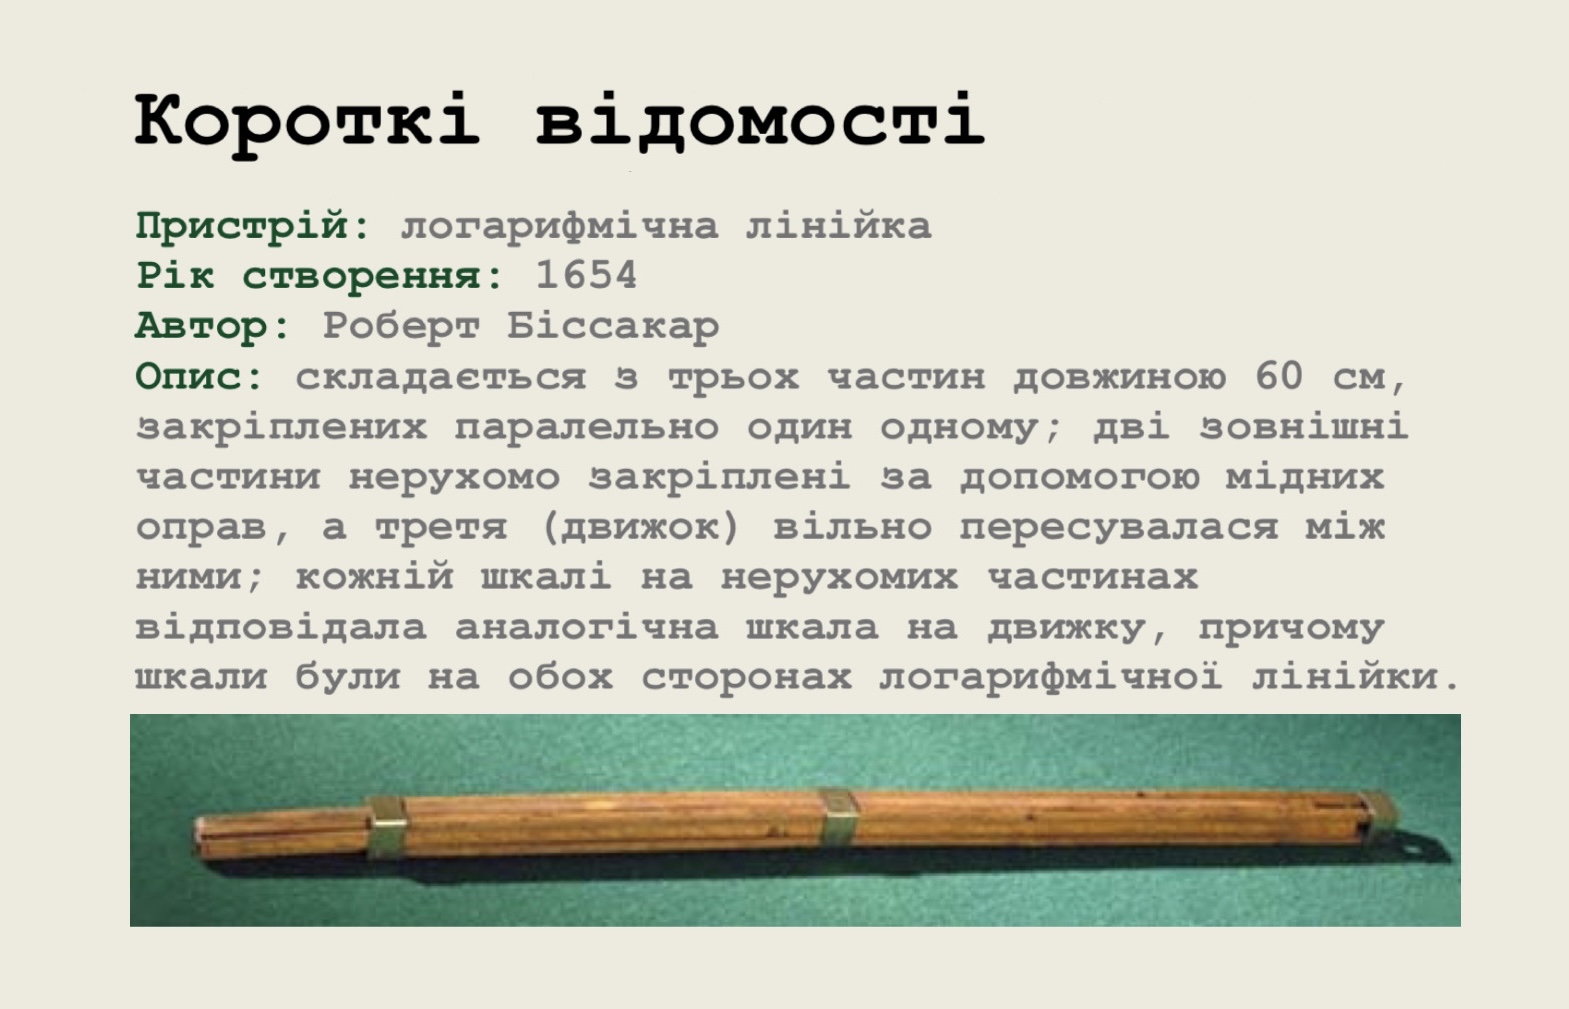 Короткі відомості
Пристрій: логарифмічна лінійка
Рік створення: 1654
Автор: Роберт Біссакар
Опис: складається з трьох частин довжиною 60 см,
закріплених паралельно один одному; дві зовнішні
частини нерухомо закріплені за допомогою мідних
оправ, а третя (движок) вільно пересувалася між
ними; кожній шкалі на нерухомих частинах
відповідала аналогічна шкала на движку, причому
шкали були на обох сторонах логарифмічної лінійки.